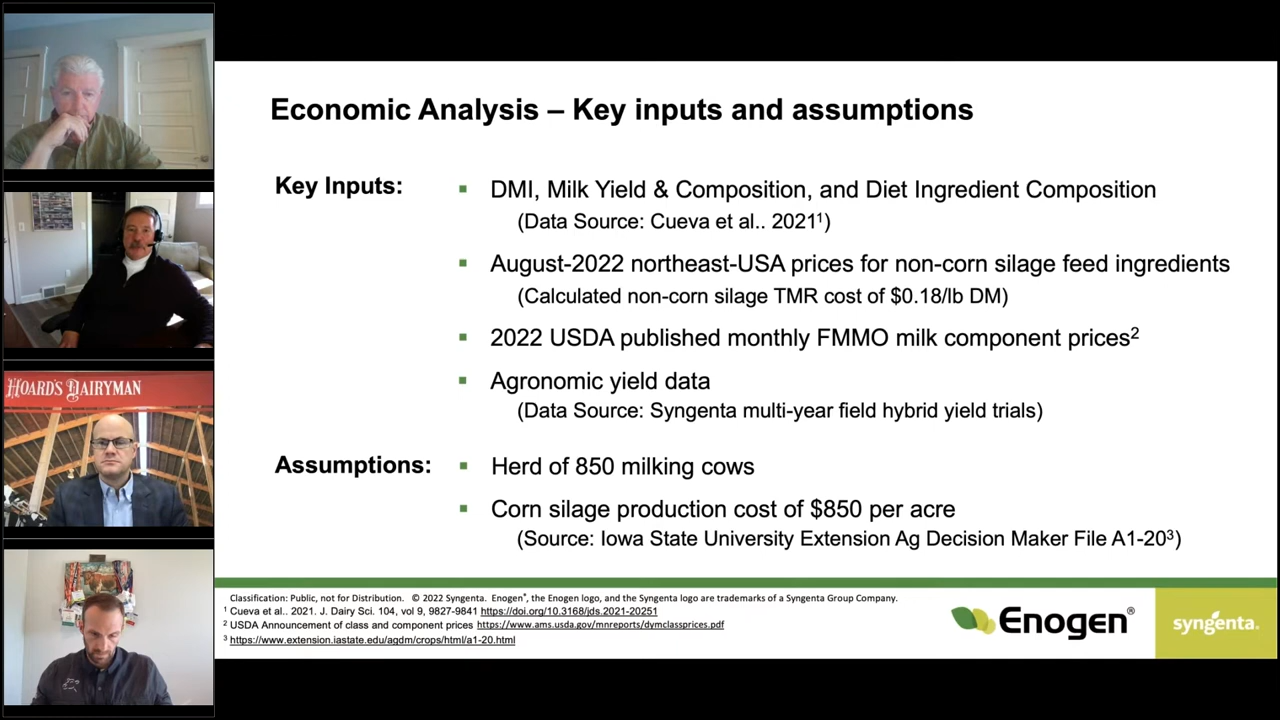 HOARD'S DAIRYMAN
Economic Analysis – Key inputs and assumptions
Key Inputs:
▪ DMI, Milk Yield & Composition, and Diet Ingredient Composition
(Data Source: Cueva et al.. 2021¹)
▪ August-2022 northeast-USA prices for non-corn silage feed ingredients
(Calculated non-corn silage TMR cost of $0.18/lb DM)
▪ 2022 USDA published monthly FMMO milk component prices²
▪ Agronomic yield data
(Data Source: Syngenta multi-year field hybrid yield trials)
Assumptions:
▪ Herd of 850 milking cows
▪ Corn silage production cost of $850 per acre
(Source: Iowa State University Extension Ag Decision Maker File A1-20³)
Classification: Public, not for Distribution. © 2022 Syngenta. Enogen®, the Enogen logo, and the Syngenta logo are trademarks of a Syngenta Group Company.
¹ Cueva et al.. 2021. J. Dairy Sci. 104, vol 9, 9827-9841 https://doi.org/10.3168/jds.2021-20251
² USDA Announcement of class and component prices https://www.ams.usda.gov/mnreports/dymclassprices.pdf
³ https://www.extension.iastate.edu/agdm/crops/html/a1-20.html
Enogen®
syngenta.